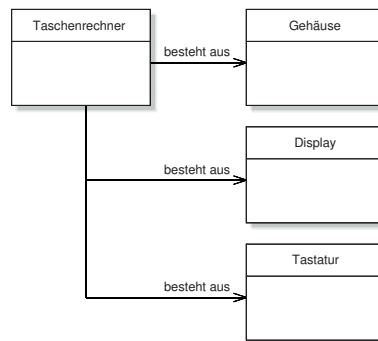 Taschenrechner
besteht aus
Gehäuse
besteht aus
Display
besteht aus
Tastatur